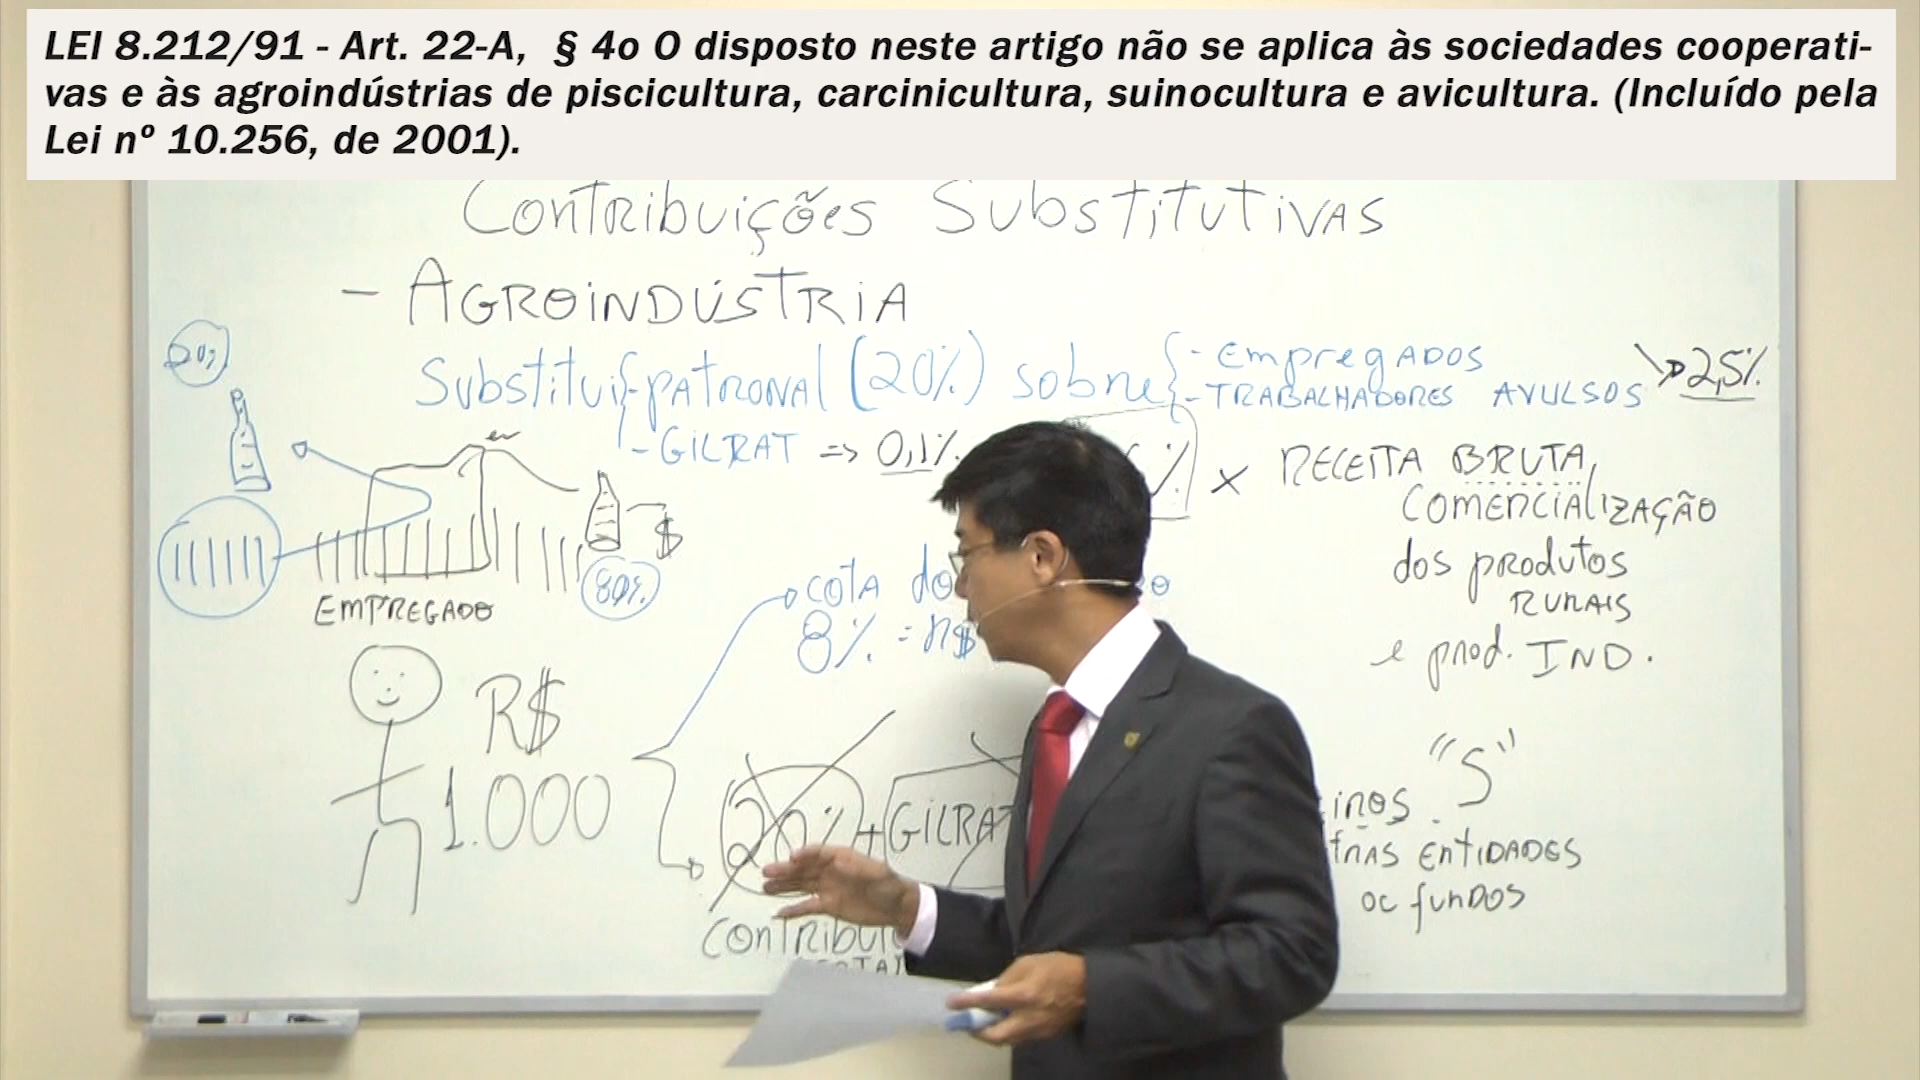 LEI 8.212/91 - Art. 22-A, § 4o O disposto neste artigo não se aplica às sociedades cooperati-
vas e às agroindústrias de piscicultura, carcinicultura, suinocultura e avicultura. (Incluído pela
Lei nº 10.256, de 2001).
Contribuições Substitutivas
- AGROINDÚSTRIA
20%
Substitui - PATRONAL (20%) sobre - EMPREGADOS
- TRABALHADORES AVULSOS
2,5%
- GILRAT => 0,1%
% × RECEITA BRUTA,
COMERCIALIZAÇÃO
dos produtos
RURAIS
e prod. IND.
$
80%
EMPREGADO
COTA do
8% = R$
R$
1.000
20% + GILRAT
"S"
ENTIDADES
fundos